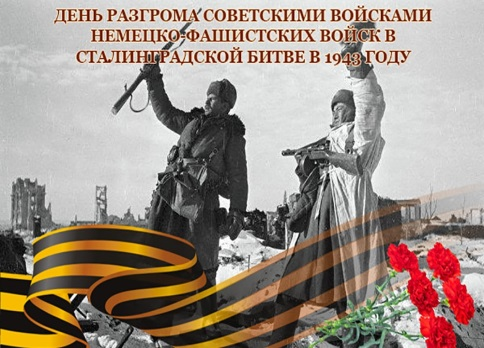 ДЕНЬ РАЗГРОМА СОВЕТСКИМИ ВОЙСКАМИ
НЕМЕЦКО-ФАШИСТСКИХ ВОЙСК В
СТАЛИНГРАДСКОЙ БИТВЕ В 1943 ГОДУ